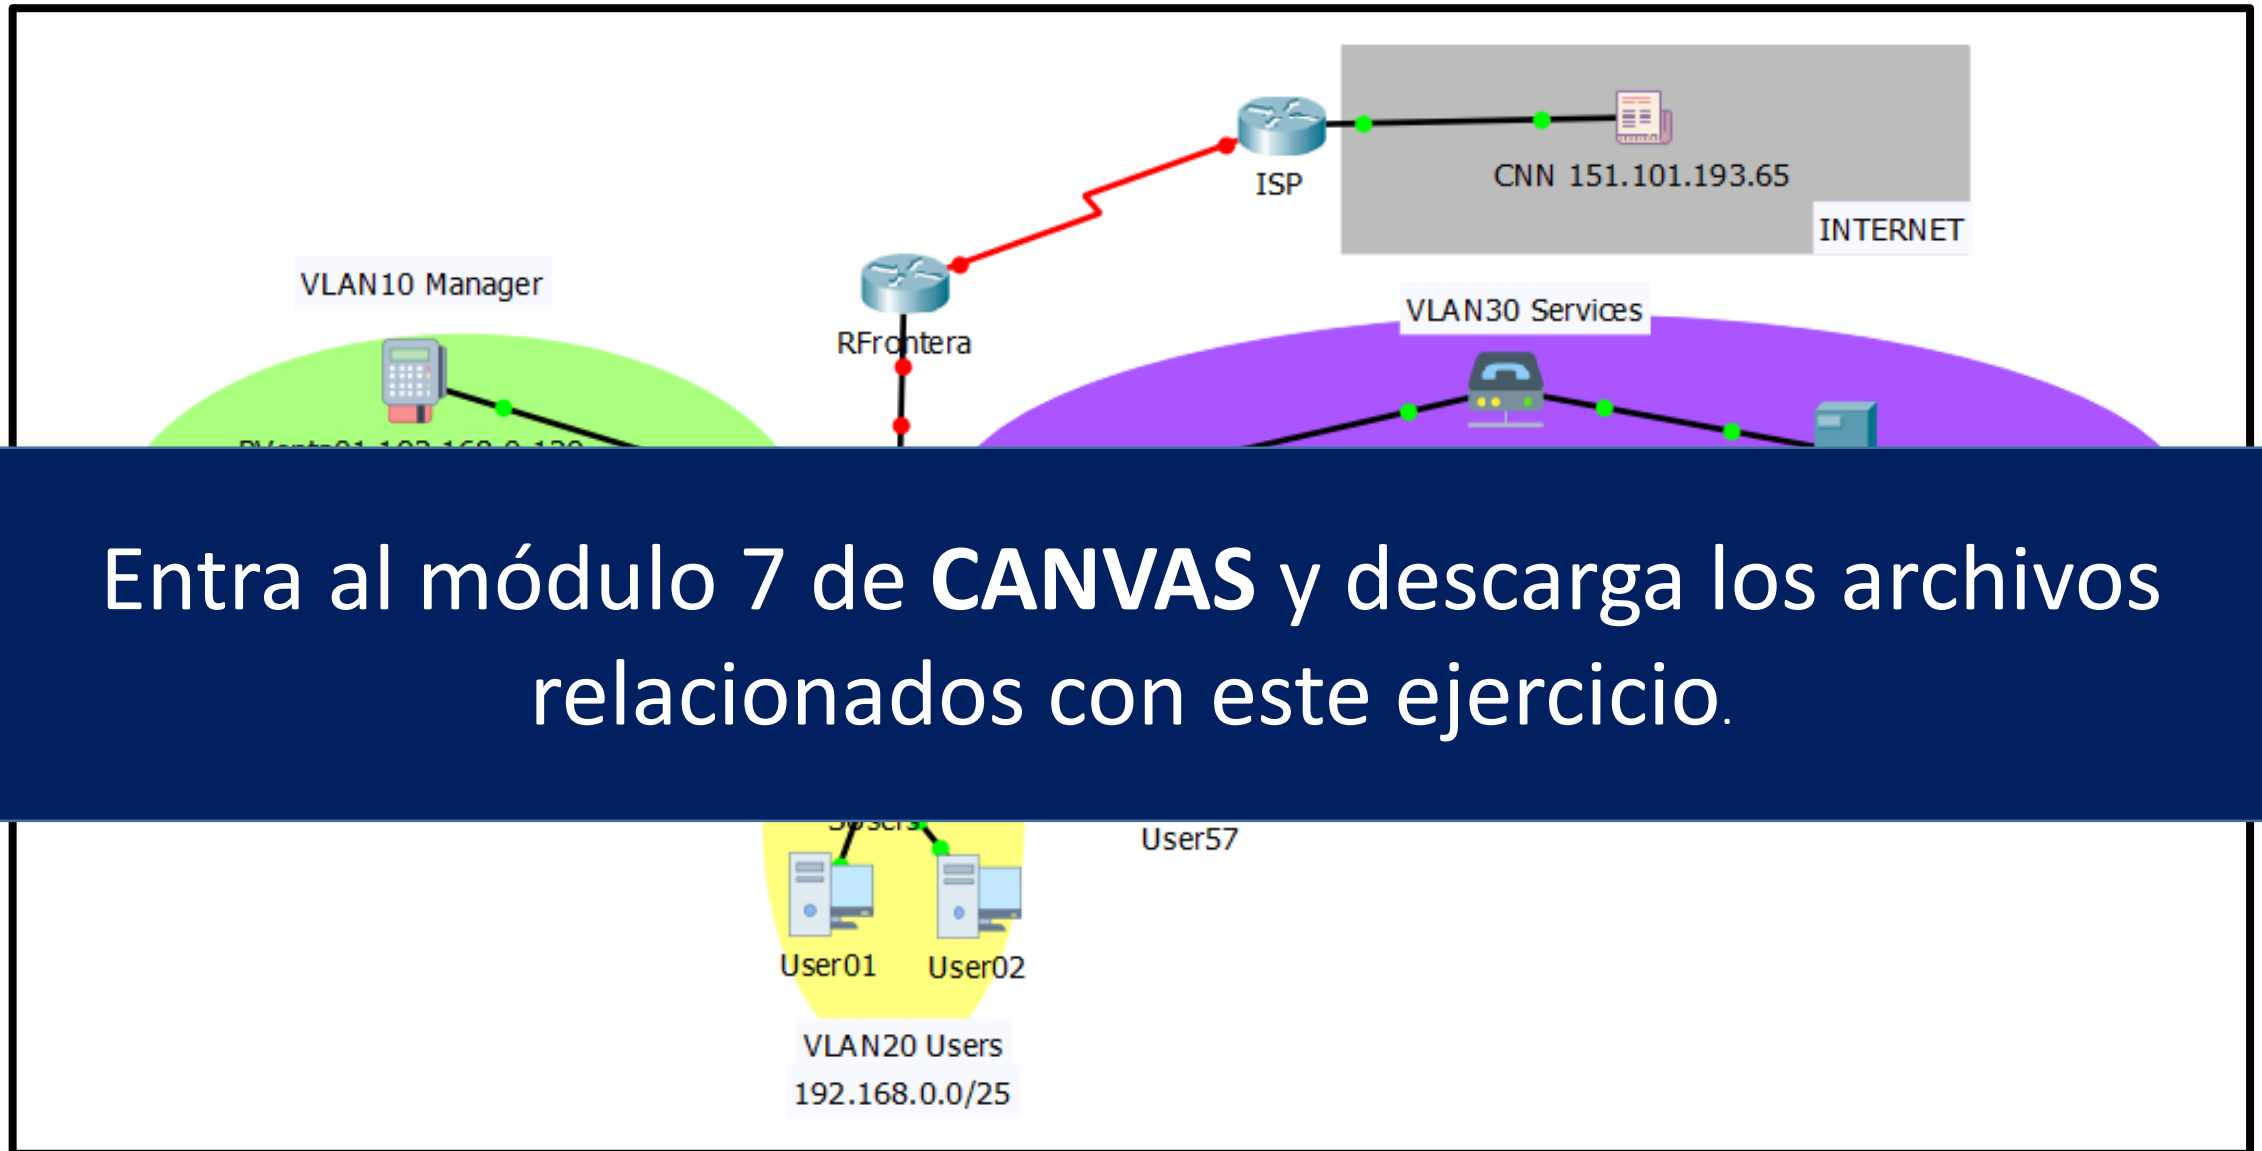 ISP
CNN 151.101.193.65
INTERNET
VLAN10 Manager
VLAN30 Services
RFrontera
Entra al módulo 7 de CANVAS y descarga los archivos
relacionados con este ejercicio.
User57
User01
User02
VLAN20 Users
192.168.0.0/25